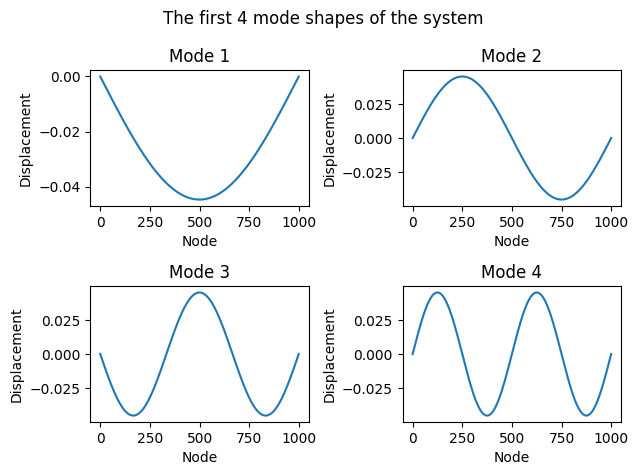 The first 4 mode shapes of the system
Mode 1
0.00
−0.02
−0.04
Displacement
0 250 500 750 1000
Node
Mode 2
0.025
0.000
−0.025
Displacement
0 250 500 750 1000
Node
Mode 3
0.025
0.000
−0.025
Displacement
0 250 500 750 1000
Node
Mode 4
0.025
0.000
−0.025
Displacement
0 250 500 750 1000
Node